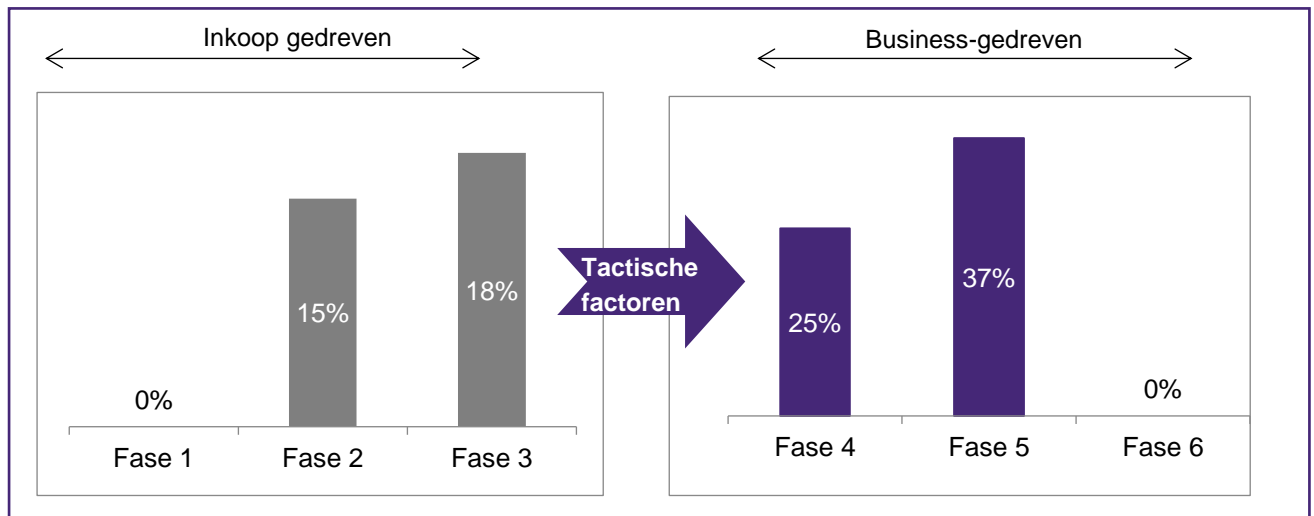 Inkoop gedreven
Business-gedreven
15%
18%
0%
Fase 1
Fase 2
Fase 3
Tactische
factoren
25%
37%
0%
Fase 4
Fase 5
Fase 6